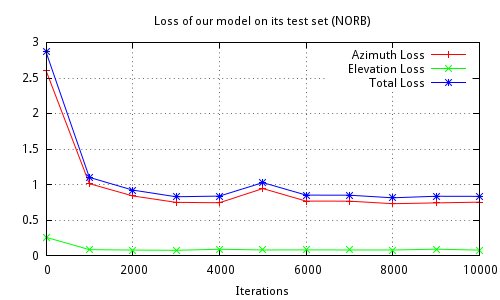 Loss of our model on its test set (NORB)
3
2.5
2
1.5
1
0.5
0
Azimuth Loss
Elevation Loss
Total Loss
0 2000 4000 6000 8000 10000
Iterations